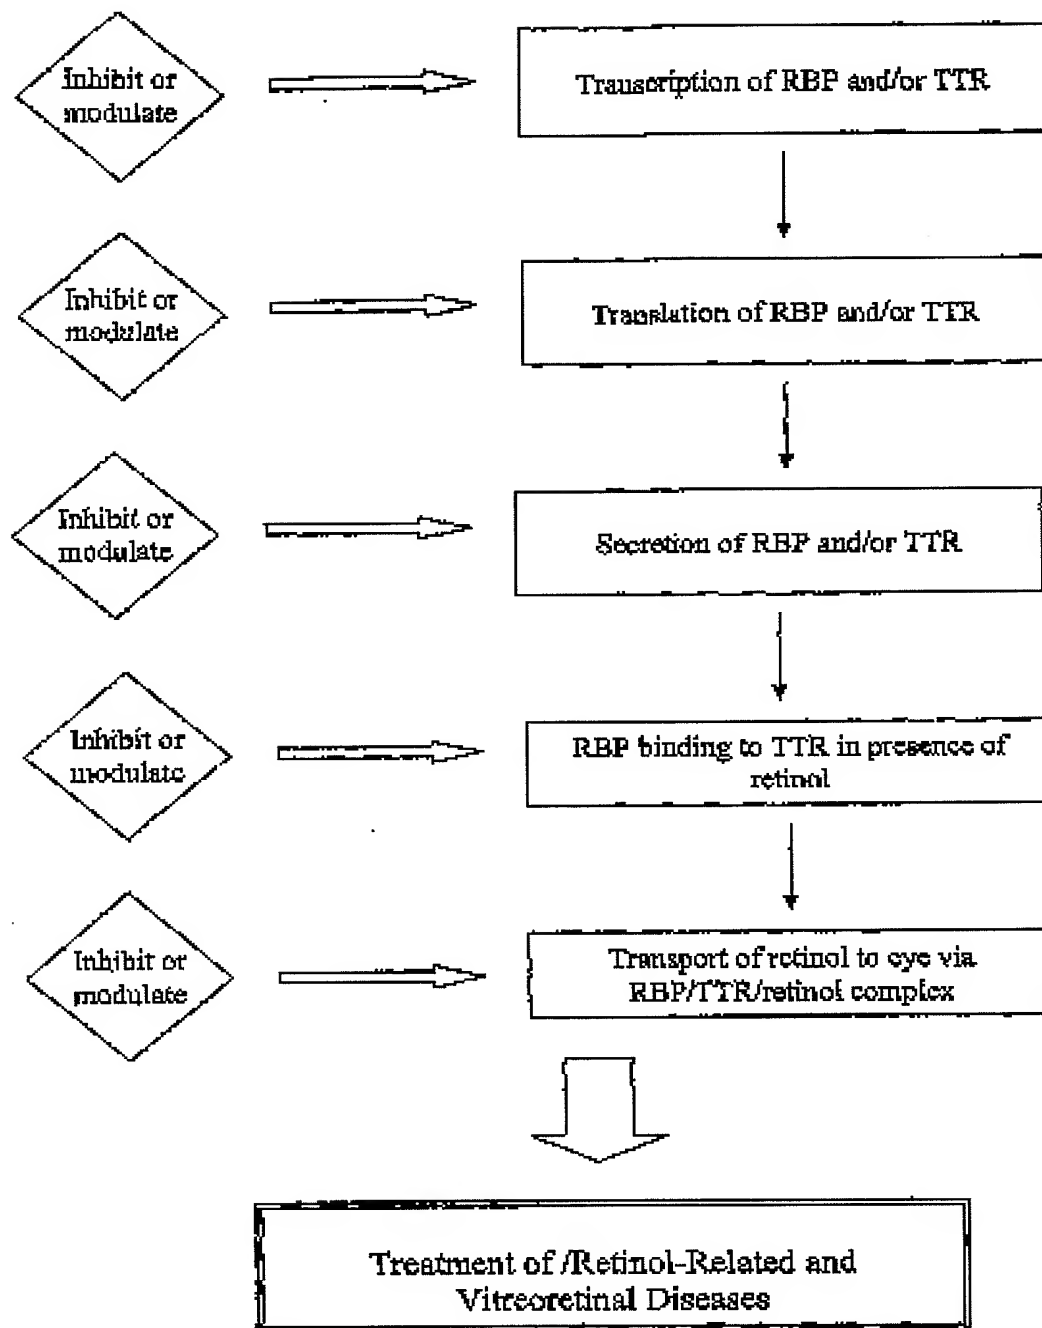 Inhibit or
modulate
Transcription of RBP and/or TTR
Inhibit or
modulate
Translation of RBP and/or TTR
Inhibit or
modulate
Secretion of RBP and/or TTR
Inhibit or
modulate
RBP binding to TTR in presence of
retinol
Inhibit or
modulate
Transport of retinol to eye via
RBP/TTR/retinol complex
Treatment of /Retinol-Related and
Vitreoretinal Diseases